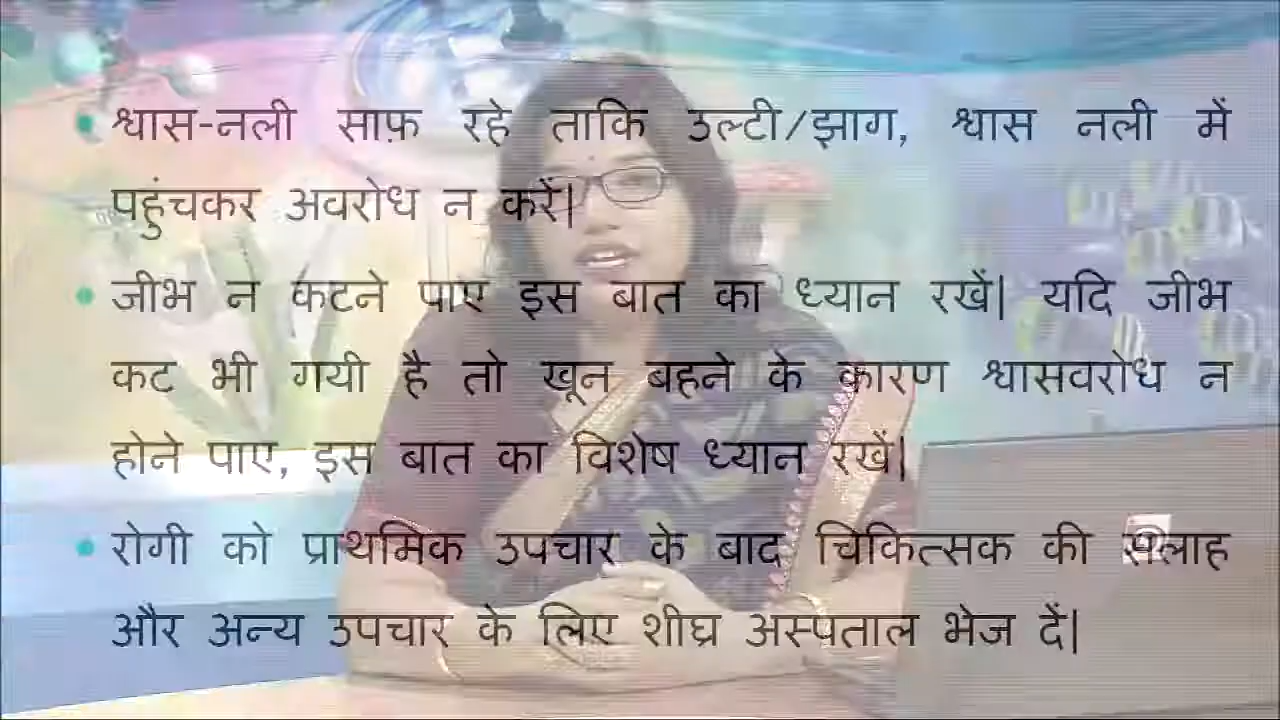 श्वास-नली साफ़ रहे ताकि उल्टी/झाग, श्वास नली में
पहुंचकर अवरोध न करें|
जीभ न कटने पाए इस बात का ध्यान रखें| यदि जीभ
कट भी गयी है तो खून बहने के कारण श्वासवरोध न
होने पाए, इस बात का विशेष ध्यान रखें|
रोगी को प्राथमिक उपचार के बाद चिकित्सक की सलाह
और अन्य उपचार के लिए शीघ्र अस्पताल भेज दें|